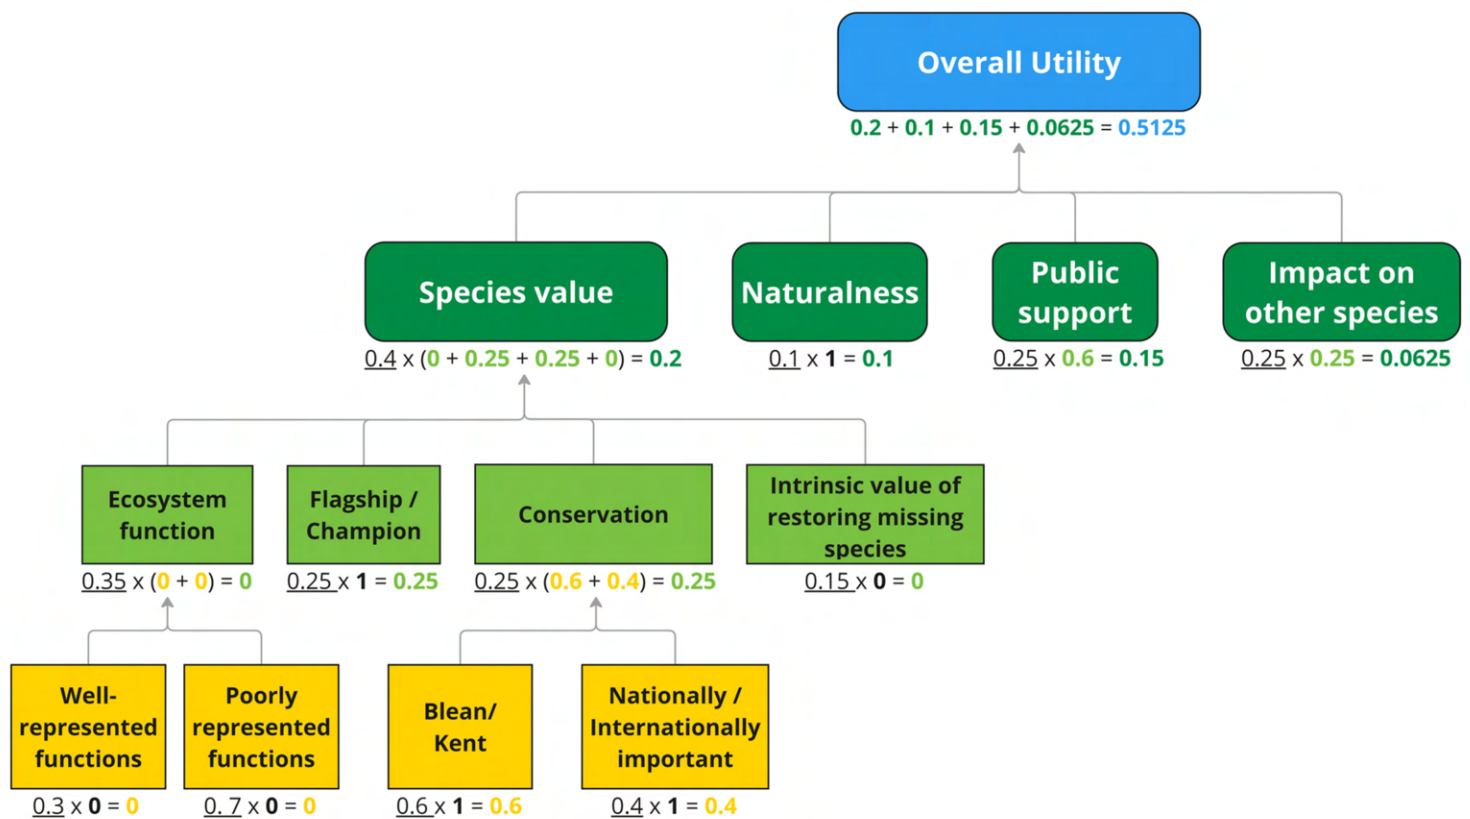 Overall Utility
0.2 + 0.1 + 0.15 + 0.0625 = 0.5125
Species value
0.4 x (0 + 0.25 + 0.25 + 0) = 0.2
Naturalness
0.1 x 1 = 0.1
Public
support
0.25 x 0.6 = 0.15
Impact on
other species
0.25 x 0.25 = 0.0625
Ecosystem
function
0.35 x (0 + 0) = 0
Flagship /
Champion
0.25 x 1 = 0.25
Conservation
0.25 x (0.6 + 0.4) = 0.25
Intrinsic value of
restoring missing
species
0.15 x 0 = 0
Well-
represented
functions
0.3 x 0 = 0
Poorly
represented
functions
0. 7 x 0 = 0
Blean/
Kent
0.6 x 1 = 0.6
Nationally /
Internationally
important
0.4 x 1 = 0.4